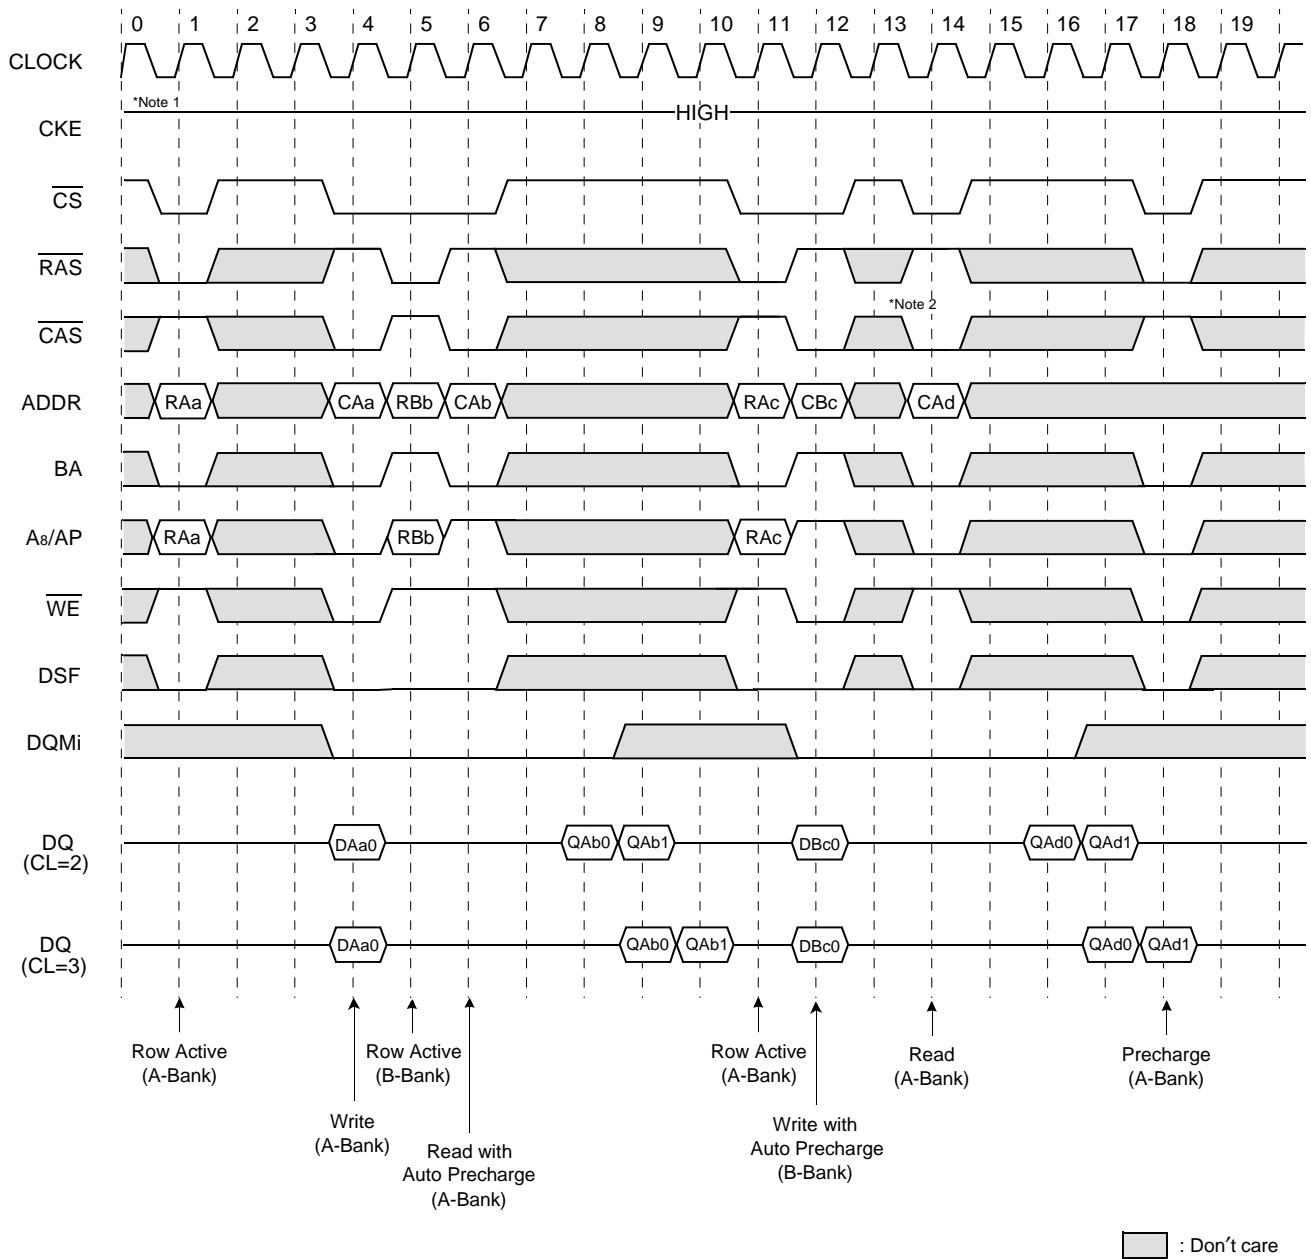 0 1 2 3 4 5 6 7 8 9 10 11 12 13 14 15 16 17 18 19
CLOCK
*Note 1
CKE
HIGH
CS
RAS
*Note 2
CAS
ADDR RAa CAa RBb CAb RAc CBc CAd
BA
A8/AP RAa RBb RAc
WE
DSF
DQMi
DQ
(CL=2)
DAa0 QAb0 QAb1 DBc0 QAd0 QAd1
DQ
(CL=3)
DAa0 QAb0 QAb1 DBc0 QAd0 QAd1
Row Active
(A-Bank)
Row Active
(B-Bank)
Row Active
(A-Bank)
Read
(A-Bank)
Precharge
(A-Bank)
Write
(A-Bank)
Read with
Auto Precharge
(A-Bank)
Write with
Auto Precharge
(B-Bank)
: Don′t care